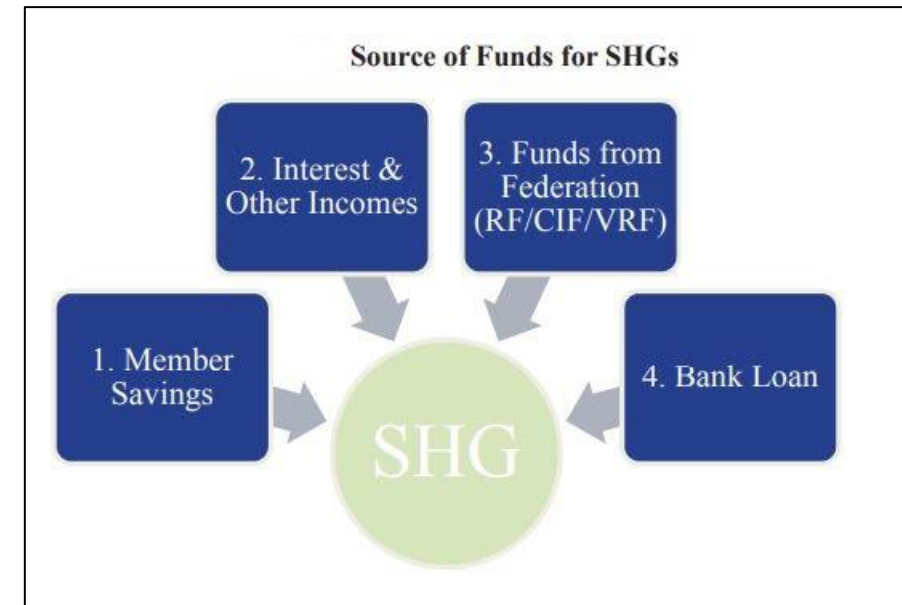 Source of Funds for SHGs
1. Member
Savings
2. Interest &
Other Incomes
3. Funds from
Federation
(RF/CIF/VRF)
4. Bank Loan
SHG